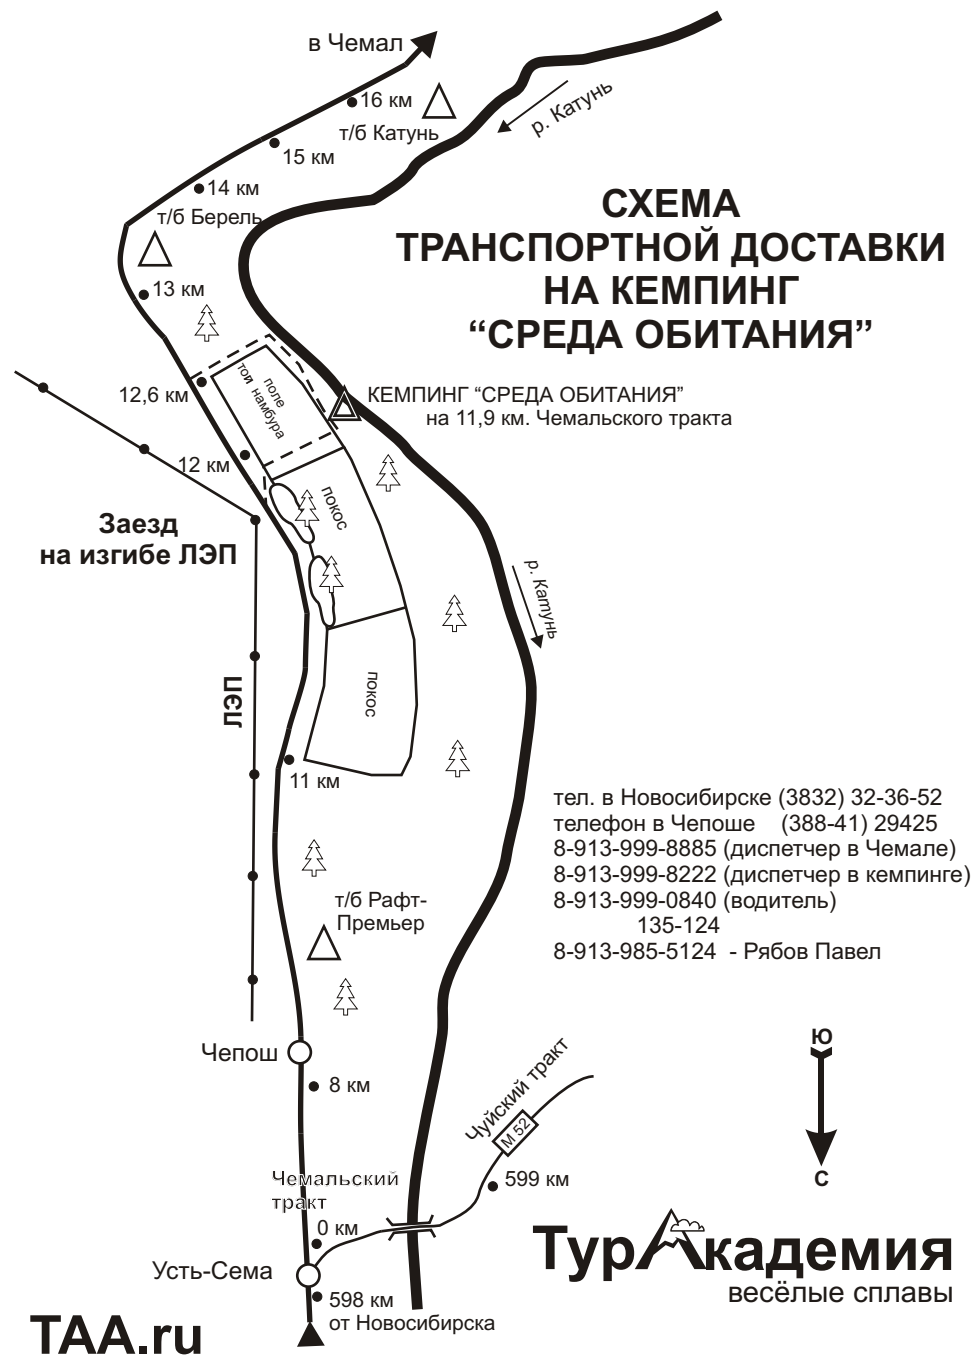 в Чемал
16 км
т/б Катунь
р. Катунь
15 км
14 км
т/б Берель
СХЕМА
ТРАНСПОРТНОЙ ДОСТАВКИ
НА КЕМПИНГ
“СРЕДА ОБИТАНИЯ”
13 км
12,6 км
поле
той намбура
КЕМПИНГ “СРЕДА ОБИТАНИЯ”
на 11,9 км. Чемальского тракта
12 км
покос
Заезд
на изгибе ЛЭП
р. Катунь
ЛЭП
покос
11 км
тел. в Новосибирске (3832) 32-36-52
телефон в Чепоше (388-41) 29425
8-913-999-8885 (диспетчер в Чемале)
8-913-999-8222 (диспетчер в кемпинге)
8-913-999-0840 (водитель)
135-124
8-913-985-5124 - Рябов Павел
т/б Рафт-
Премьер
Чепош
8 км
Ю
С
Чуйский тракт
М 52
599 км
Чемальский
тракт
0 км
Усть-Сема
598 км
от Новосибирска
ТурАкадемия
весёлые сплавы
TAA.ru